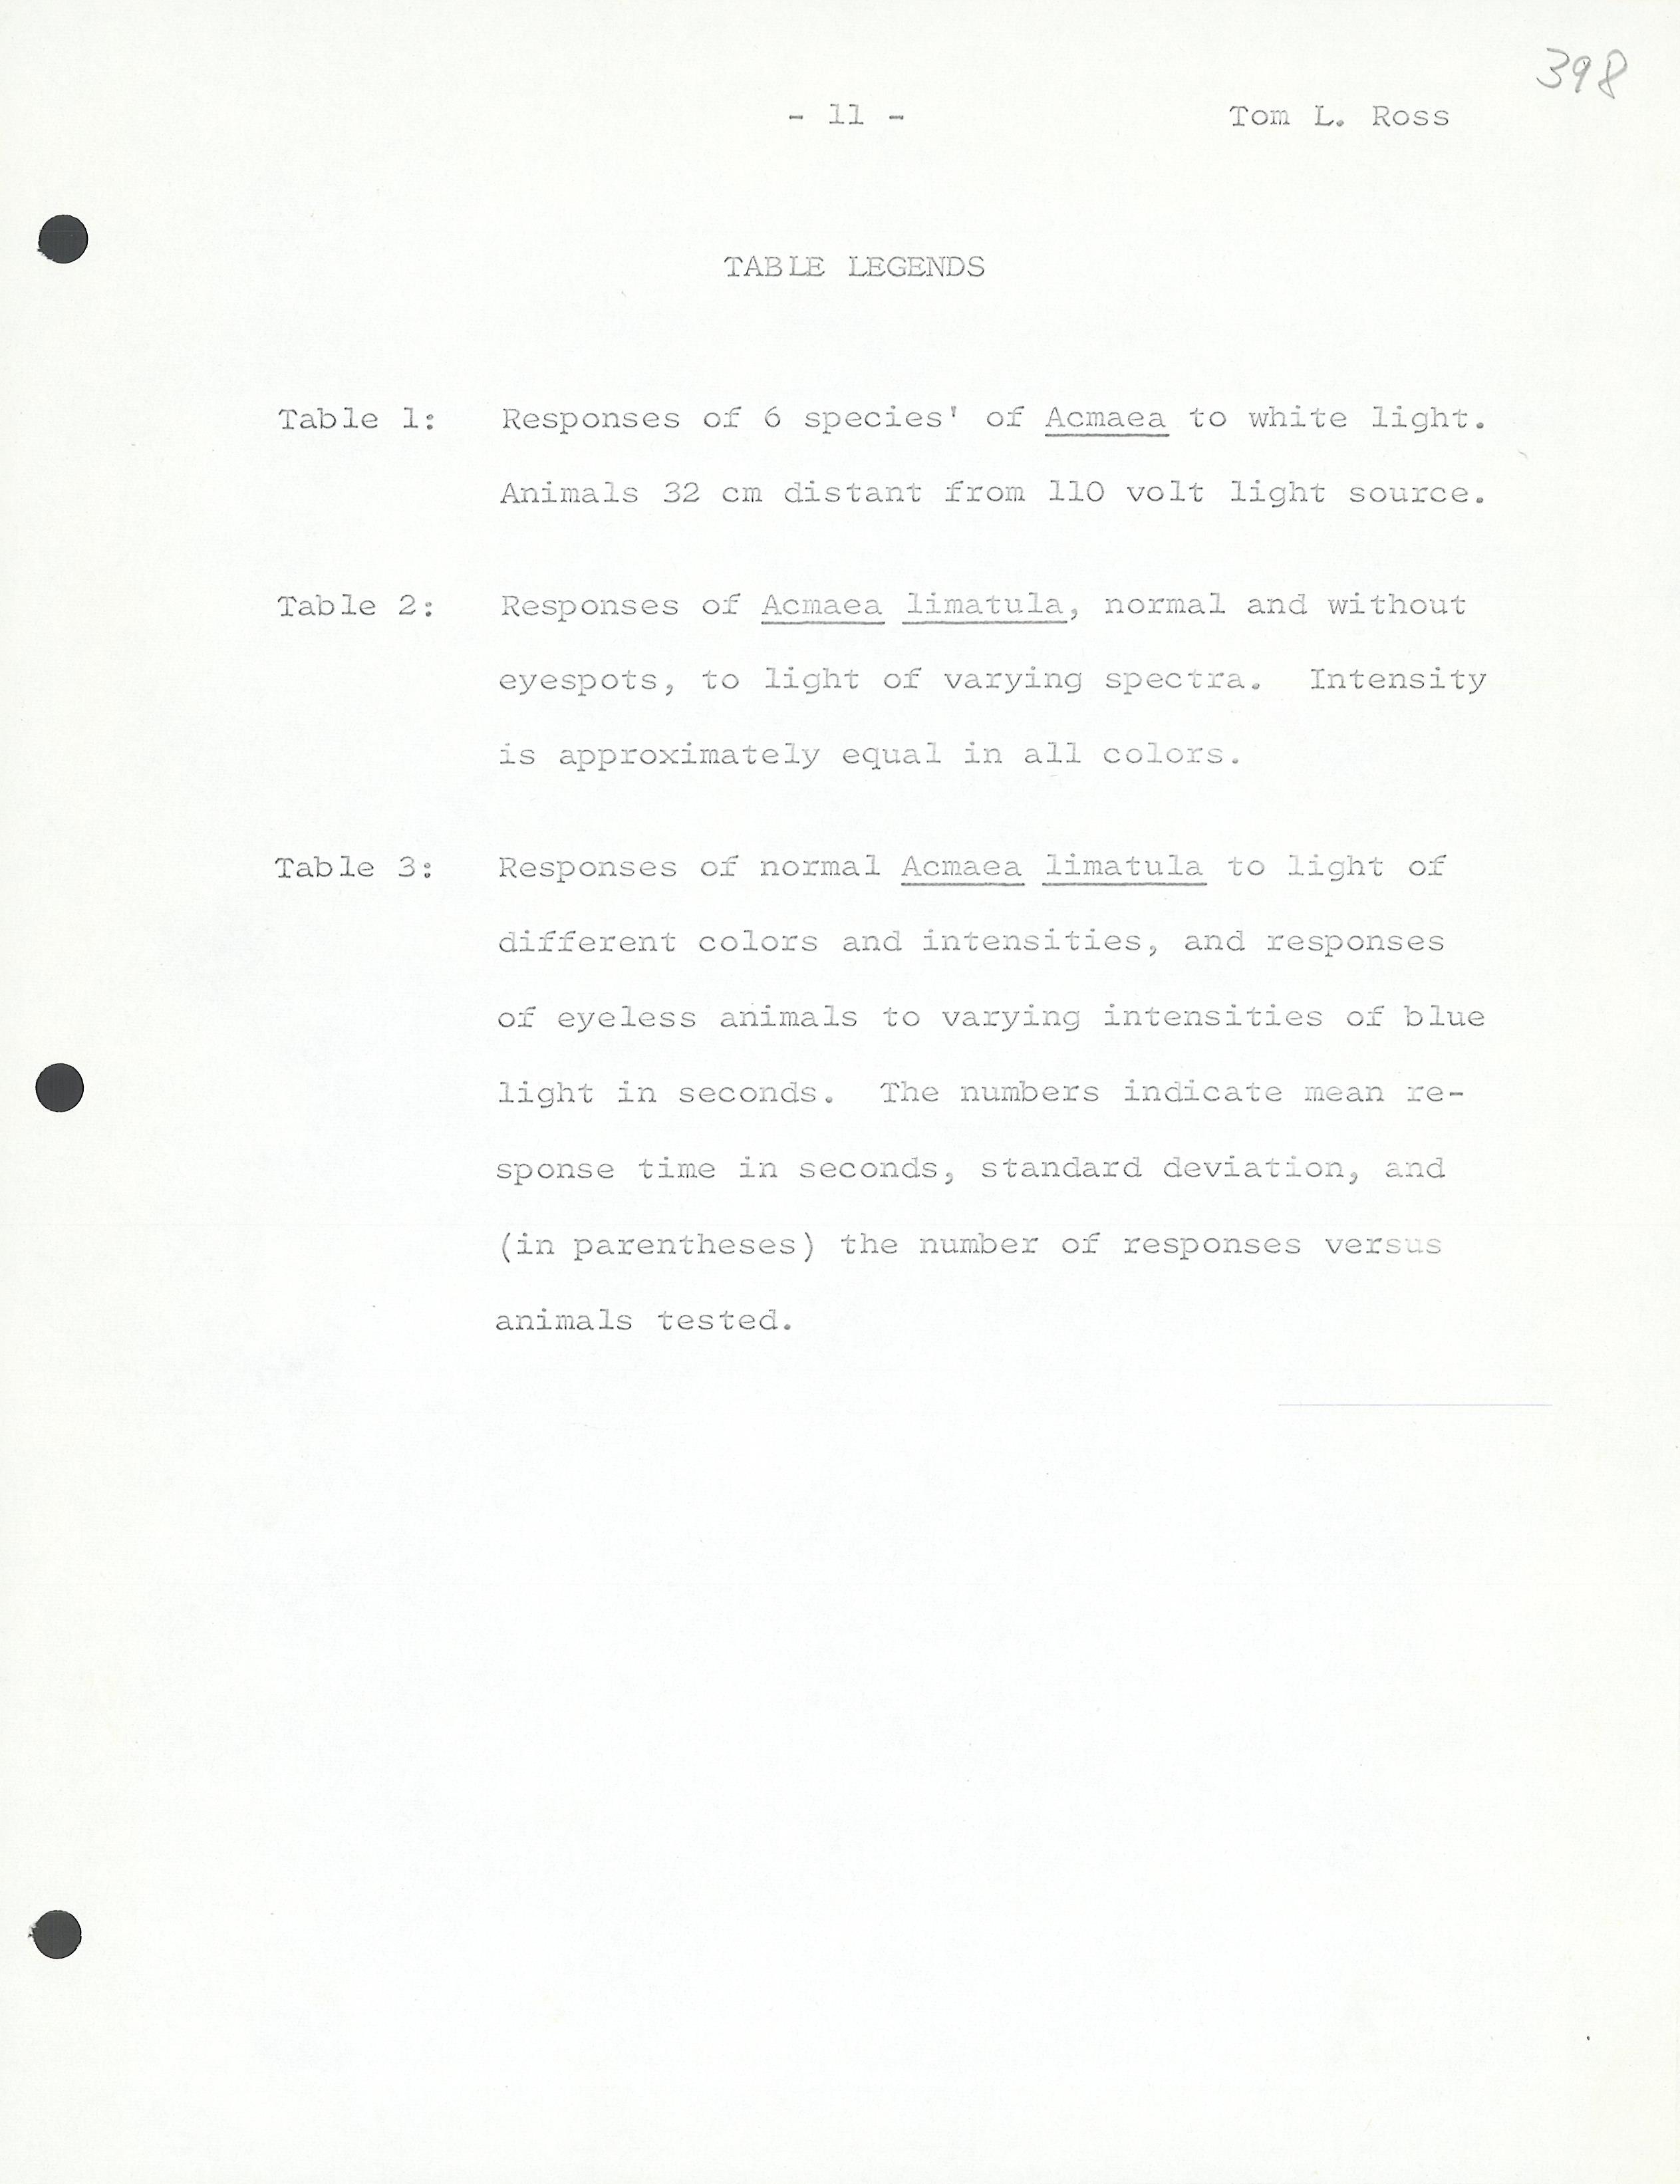 398
- 11 - Tom L. Ross
TABLE LEGENDS
Table 1: Responses of 6 species' of Acmaea to white light.
Animals 32 cm distant from 110 volt light source.
Table 2: Responses of Acmaea limatula, normal and without
eyespots, to light of varying spectra. Intensity
is approximately equal in all colors.
Table 3: Responses of normal Acmaea limatula to light of
different colors and intensities, and responses
of eyeless animals to varying intensities of blue
light in seconds. The numbers indicate mean re-
sponse time in seconds, standard deviation, and
(in parentheses) the number of responses versus
animals tested.